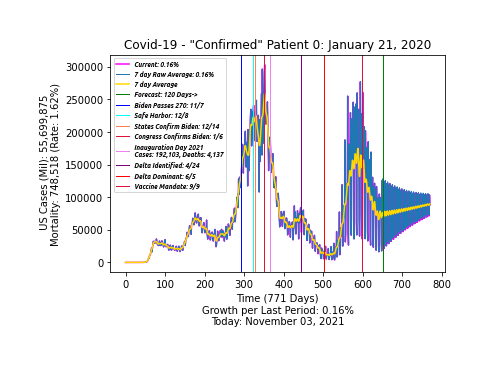 Covid-19 - "Confirmed" Patient 0: January 21, 2020
Current: 0.16%
7 day Raw Average: 0.16%
7 day Average
Forecast: 120 Days->
Biden Passes 270: 11/7
Safe Harbor: 12/8
States Confirm Biden: 12/14
Congress Confirms Biden: 1/6
Inauguration Day 2021
Cases: 192,103, Deaths: 4,137
Delta Identified: 4/24
Delta Dominant: 6/5
Vaccine Mandate: 9/9
US Cases (Mil): 55,699,875
Mortality: 748,518 (Rate: 1.62%)
300000
250000
200000
150000
100000
50000
0
0 100 200 300 400 500 600 700 800
Time (771 Days)
Growth per Last Period: 0.16%
Today: November 03, 2021